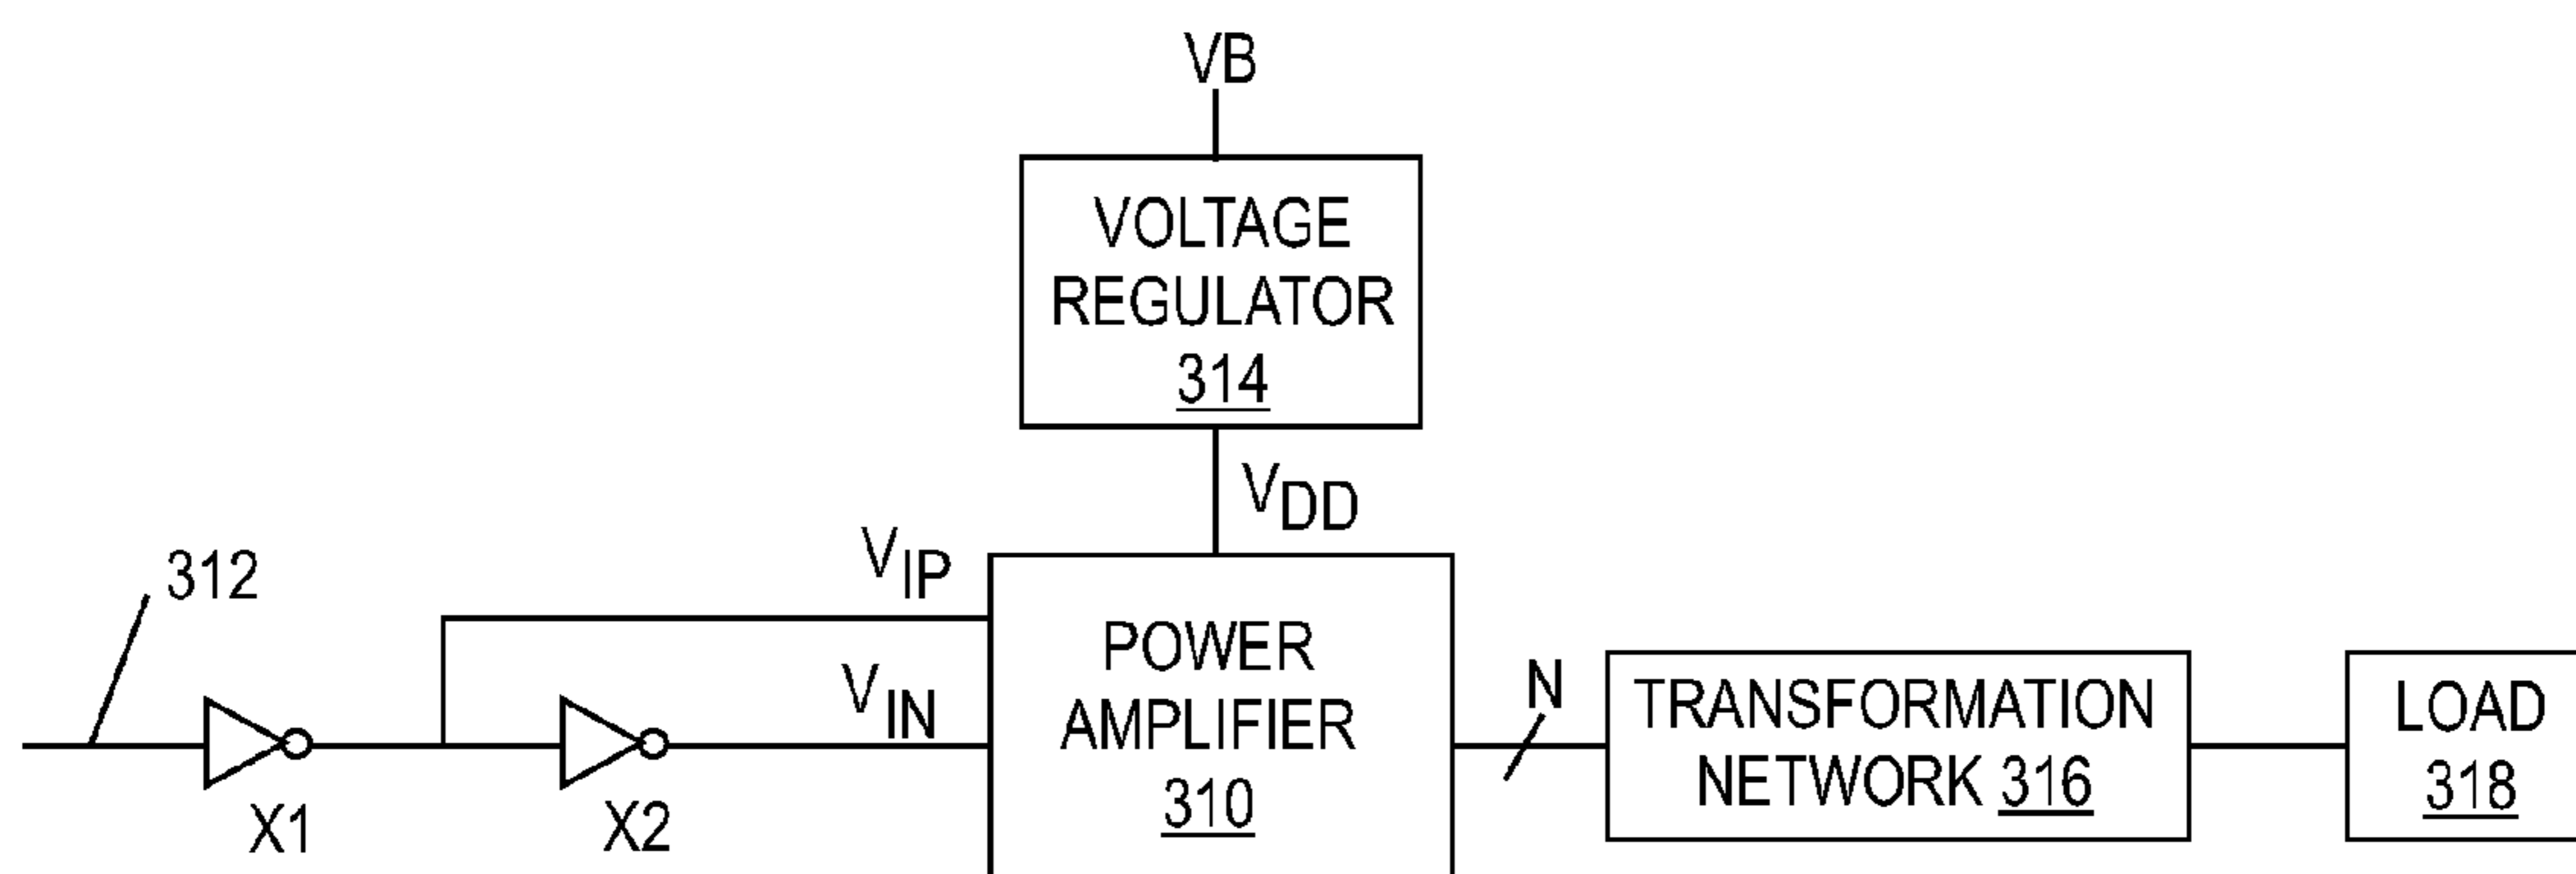 VB
VOLTAGE
REGULATOR
314
VDD
312
VIP
VIN
X1
X2
POWER
AMPLIFIER
310
N
TRANSFORMATION
NETWORK 316
LOAD
318